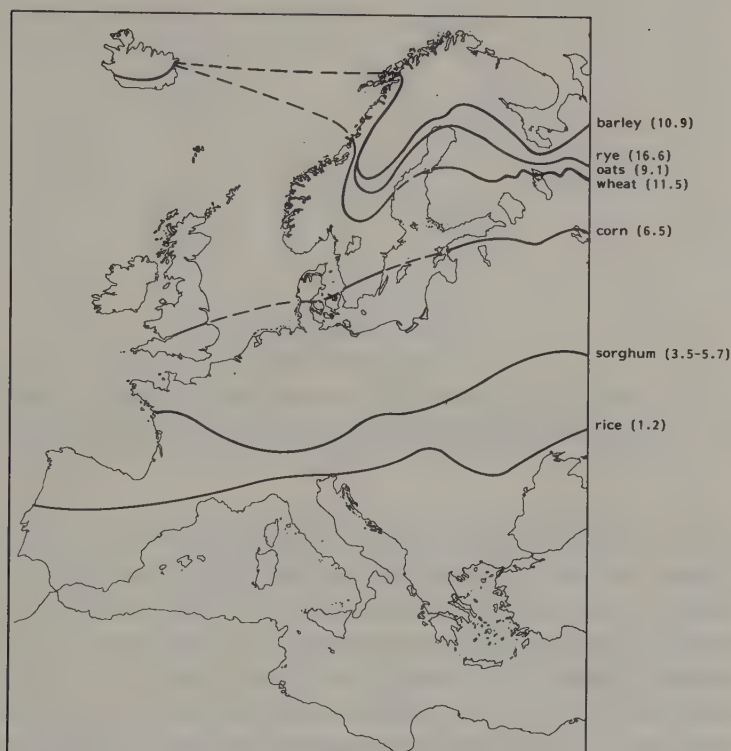 barley (10.9)
rye (16.6)
oats (9.1)
wheat (11.5)
corn (6.5)
sorghum (3.5-5.7)
rice (1.2)